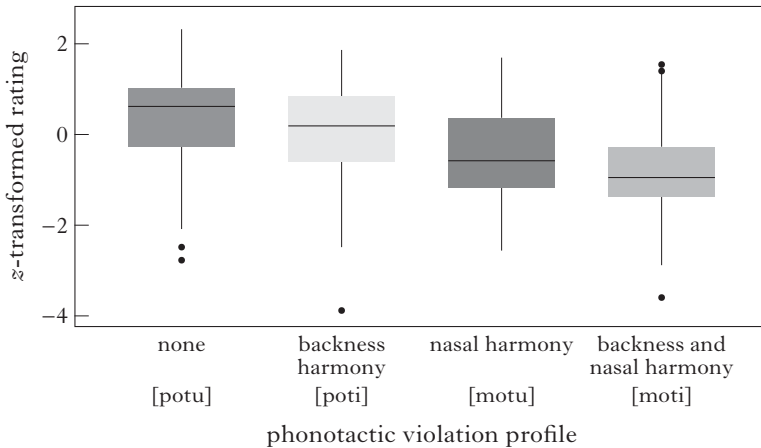 z-transformed rating
2
0
−2
−4
none
backness
harmony
nasal harmony
backness and
nasal harmony
[potu]
[poti]
[motu]
[moti]
phonotactic violation profile